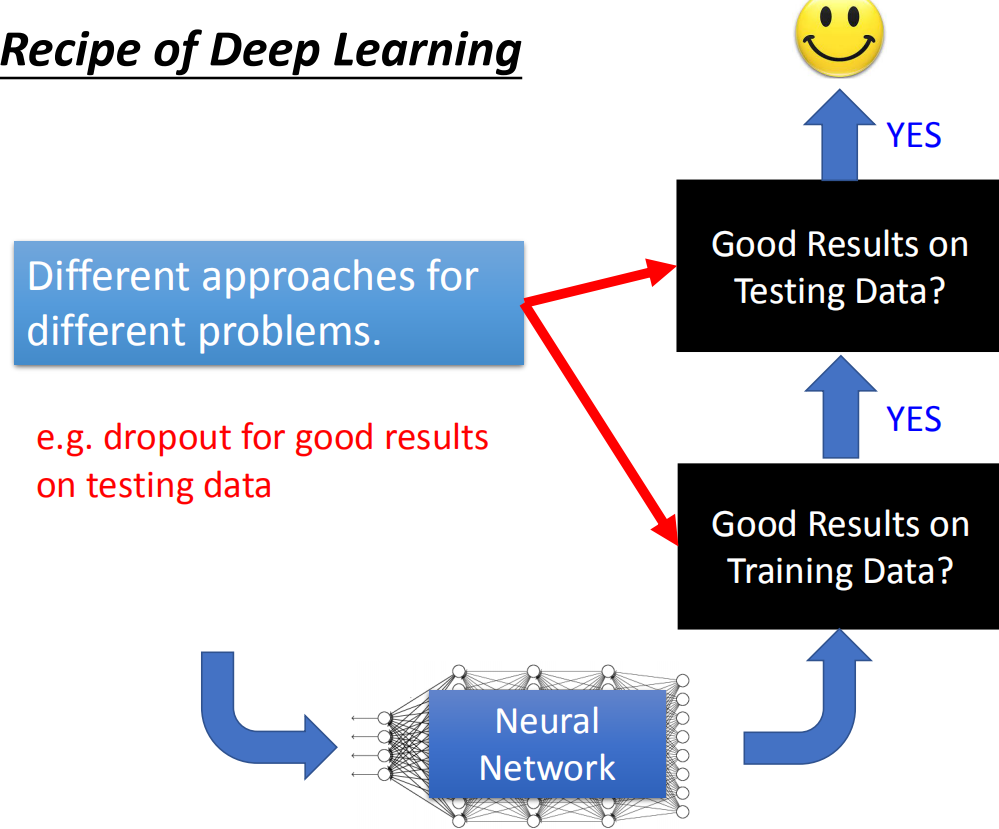 Recipe of Deep Learning
YES
Good Results on
Testing Data?
Different approaches for
different problems.
YES
e.g. dropout for good results
on testing data
Good Results on
Training Data?
Neural
Network